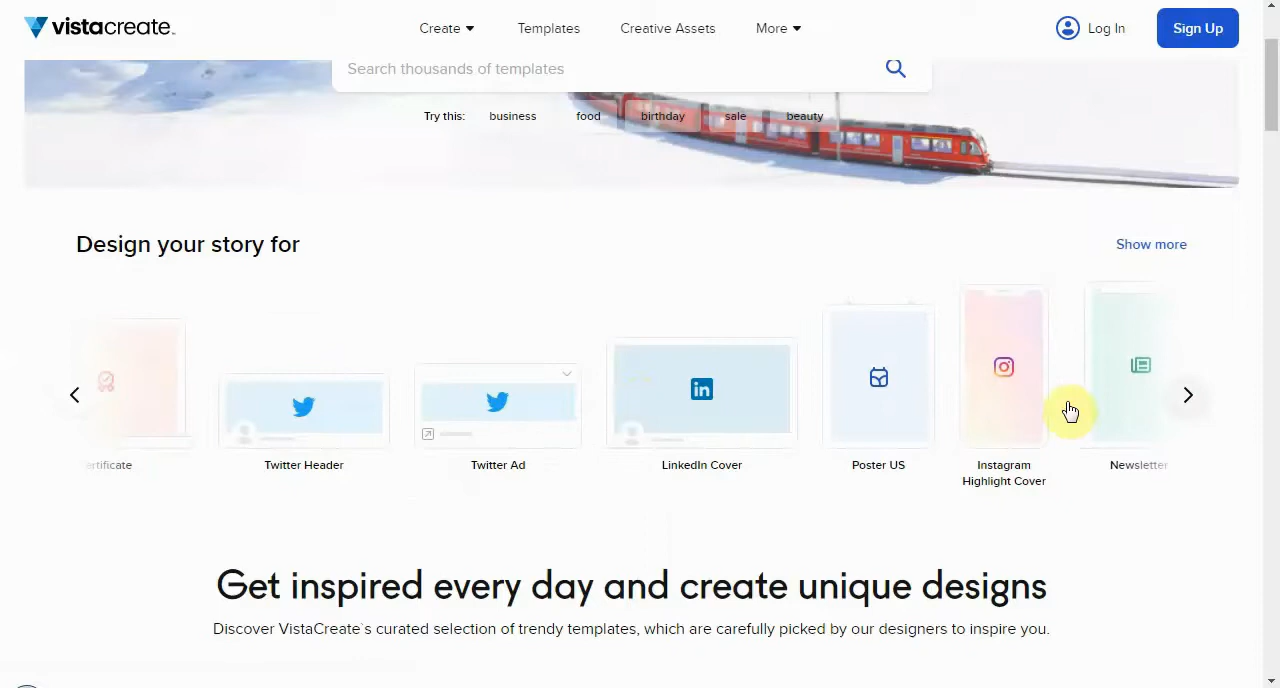 vistacreate
Create Templates Creative Assets More Log In Sign Up
Search thousands of templates
Try this: business food birthday sale beauty
Design your story for Show more
ertificate Twitter Header Twitter Ad LinkedIn Cover Poster US Instagram Highlight Cover Newsletter
Get inspired every day and create unique designs
Discover VistaCreate`s curated selection of trendy templates, which are carefully picked by our designers to inspire you.